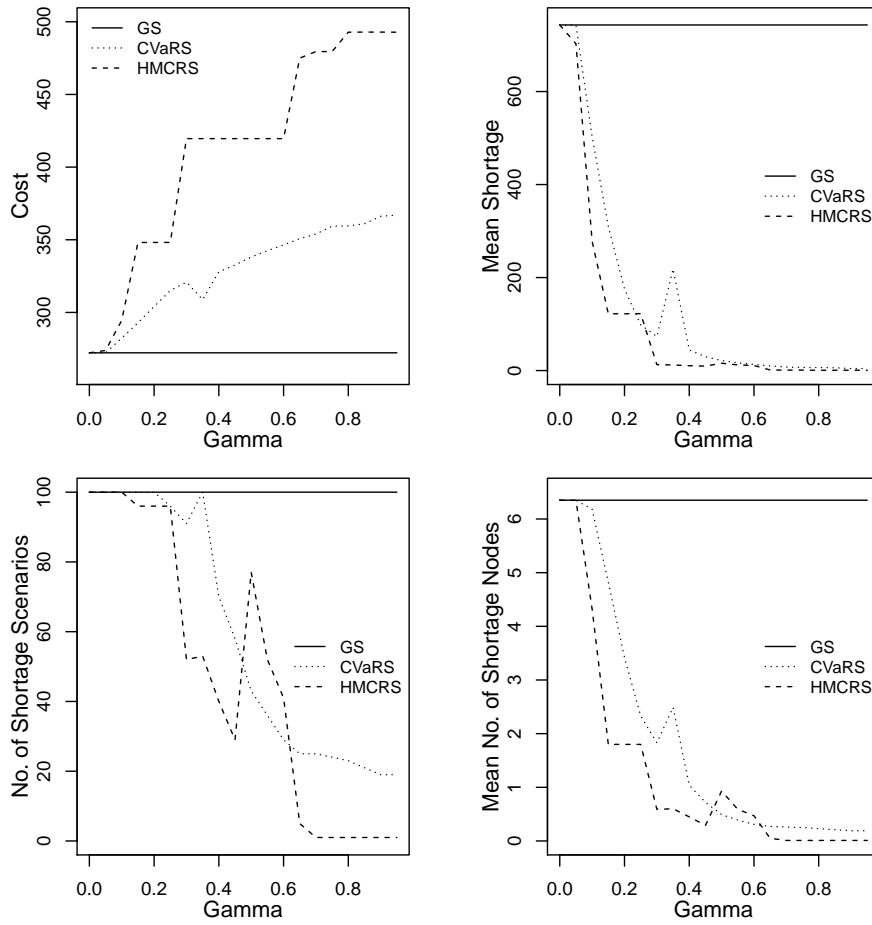 GS
CVaRS
HMCRS
500
450
400
350
300
Cost
0.0 0.2 0.4 0.6 0.8
Gamma
GS
CVaRS
HMCRS
600
400
200
0
Mean Shortage
0.0 0.2 0.4 0.6 0.8
Gamma
GS
CVaRS
HMCRS
100
80
60
40
20
0
No. of Shortage Scenarios
0.0 0.2 0.4 0.6 0.8
Gamma
GS
CVaRS
HMCRS
6
5
4
3
2
1
0
Mean No. of Shortage Nodes
0.0 0.2 0.4 0.6 0.8
Gamma